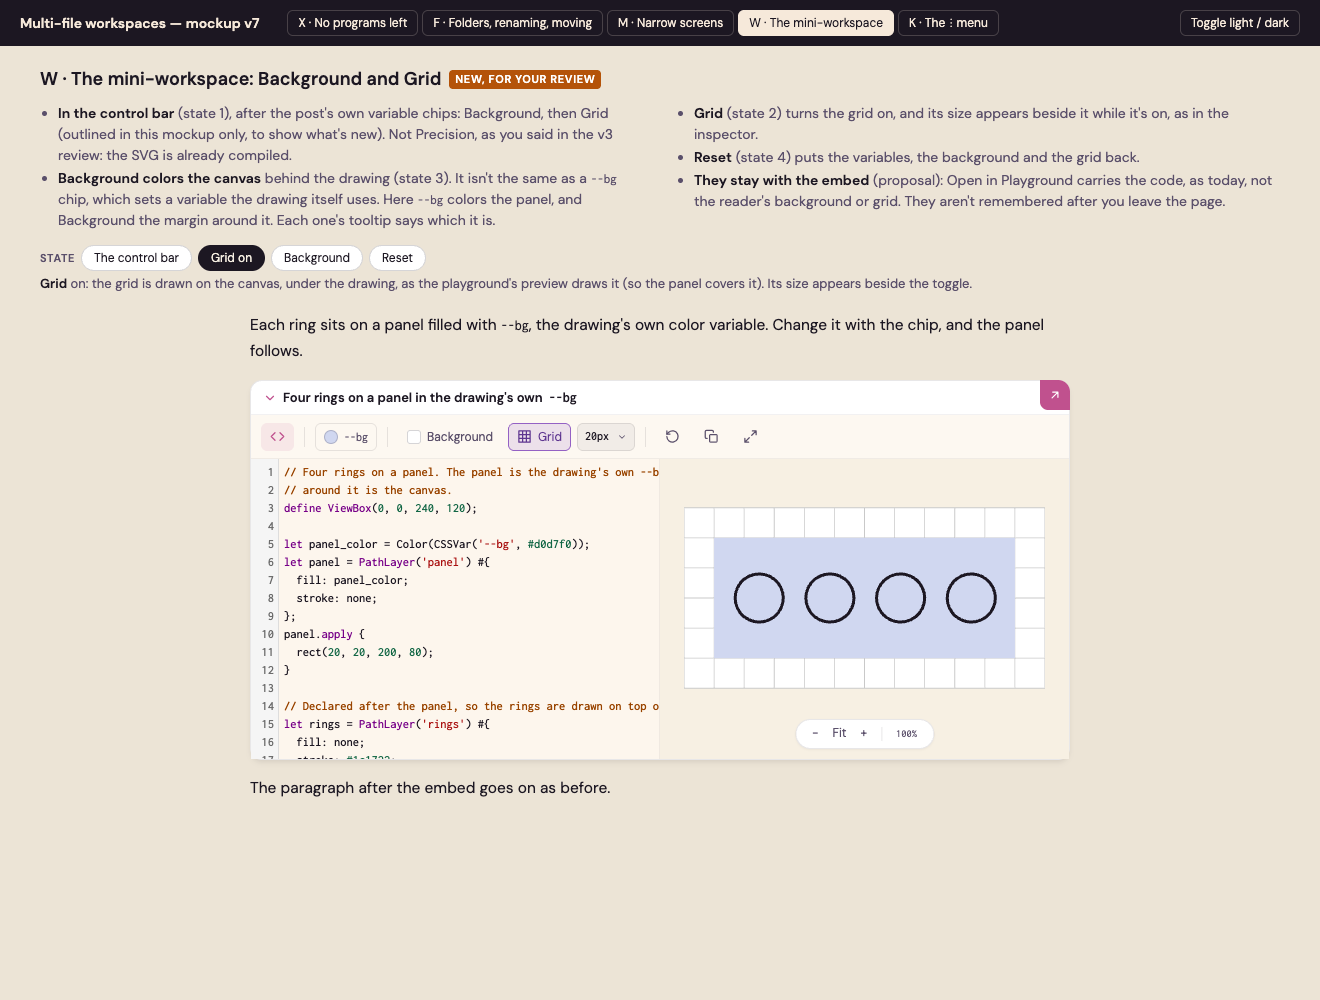 Multi-file workspaces — mockup v7
X · No programs left
F · Folders, renaming, moving
M · Narrow screens
W · The mini-workspace
K · The ⋮ menu
Toggle light / dark
W · The mini-workspace: Background and Grid
NEW, FOR YOUR REVIEW
• In the control bar (state 1), after the post's own variable chips: Background, then Grid
(outlined in this mockup only, to show what's new). Not Precision, as you said in the v3
review: the SVG is already compiled.
• Background colors the canvas behind the drawing (state 3). It isn't the same as a --bg
chip, which sets a variable the drawing itself uses. Here --bg colors the panel, and
Background the margin around it. Each one's tooltip says which it is.
• Grid (state 2) turns the grid on, and its size appears beside it while it's on, as in the
inspector.
• Reset (state 4) puts the variables, the background and the grid back.
• They stay with the embed (proposal): Open in Playground carries the code, as today, not
the reader's background or grid. They aren't remembered after you leave the page.
STATE
The control bar
Grid on
Background
Reset
Grid on: the grid is drawn on the canvas, under the drawing, as the playground's preview draws it (so the panel covers it). Its size appears beside the toggle.
Each ring sits on a panel filled with --bg, the drawing's own color variable. Change it with the chip, and the panel
follows.
Four rings on a panel in the drawing's own --bg
--bg
Background
Grid
20px
1 // Four rings on a panel. The panel is the drawing's own --b
2 // around it is the canvas.
3 define ViewBox(0, 0, 240, 120);
4
5 let panel_color = Color(CSSVar('--bg', #d0d7f0));
6 let panel = PathLayer('panel') #{
7 fill: panel_color;
8 stroke: none;
9 };
10 panel.apply {
11 rect(20, 20, 200, 80);
12 }
13
14 // Declared after the panel, so the rings are drawn on top o
15 let rings = PathLayer('rings') #{
16 fill: none;
− Fit + 100%
The paragraph after the embed goes on as before.